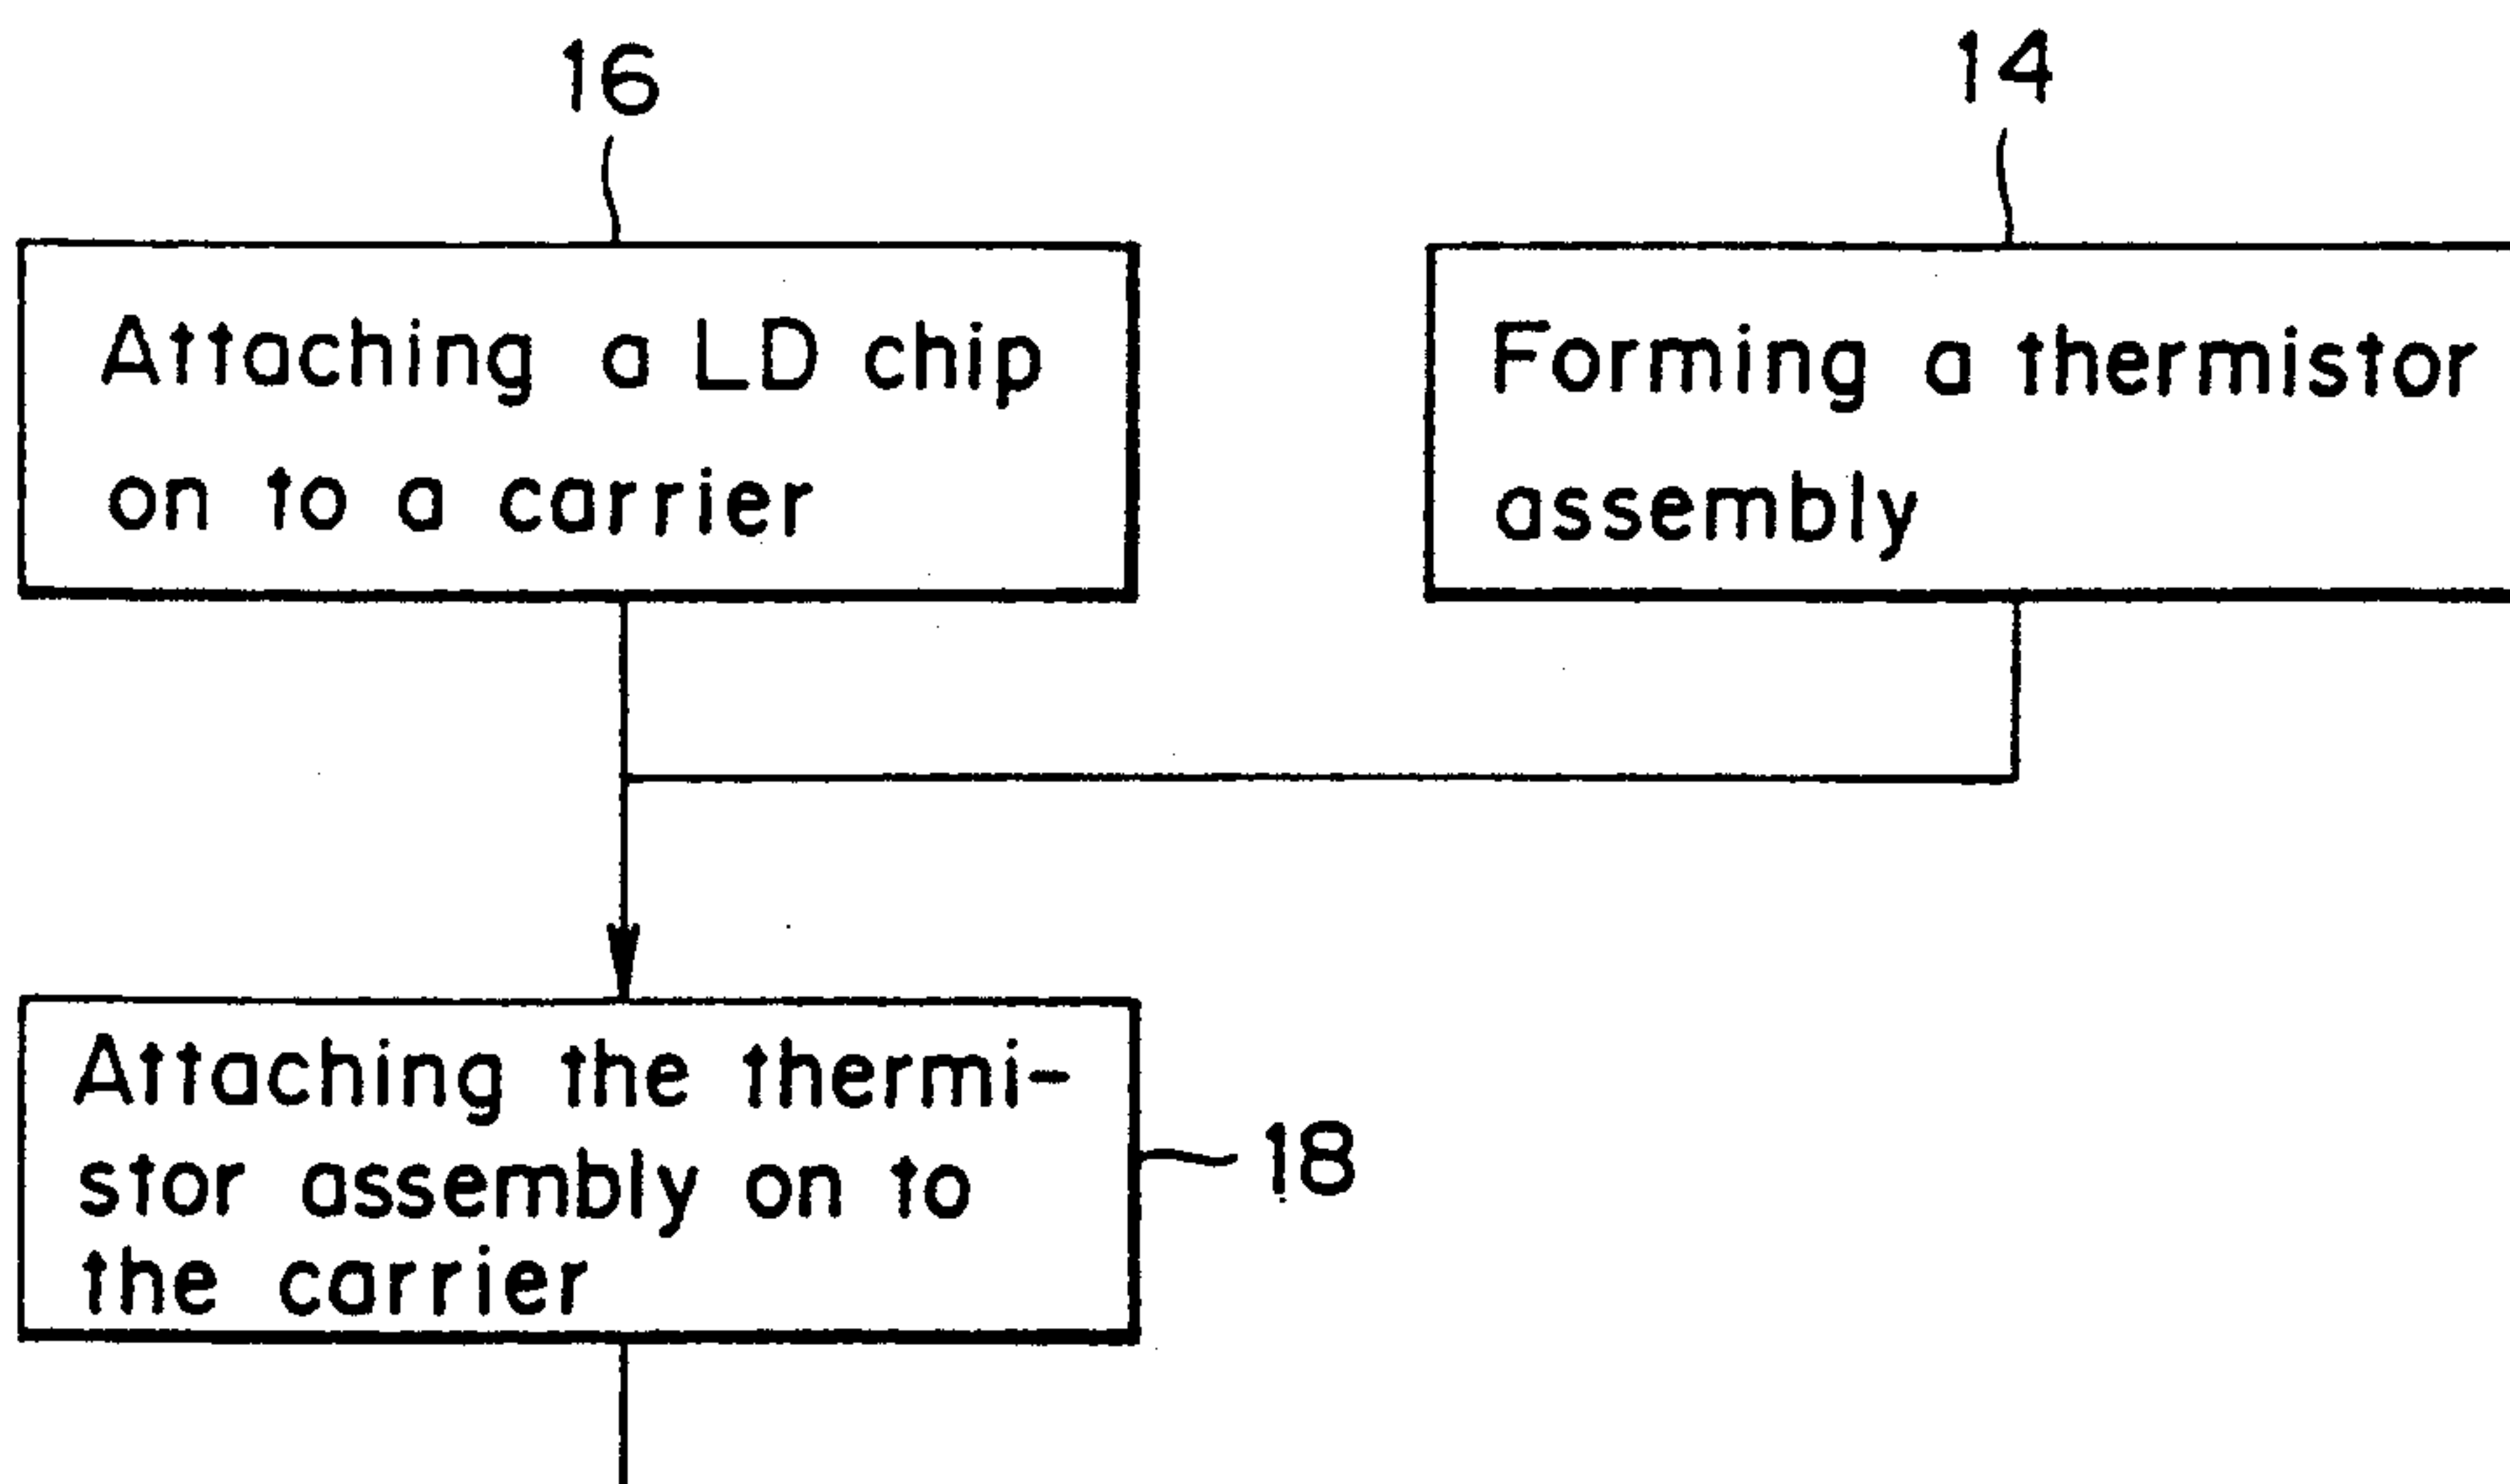 16
14
Attaching a LD chip
on to a carrier
Forming a thermistor
assembly
Attaching the thermi-
stor assembly on to
the carrier
18